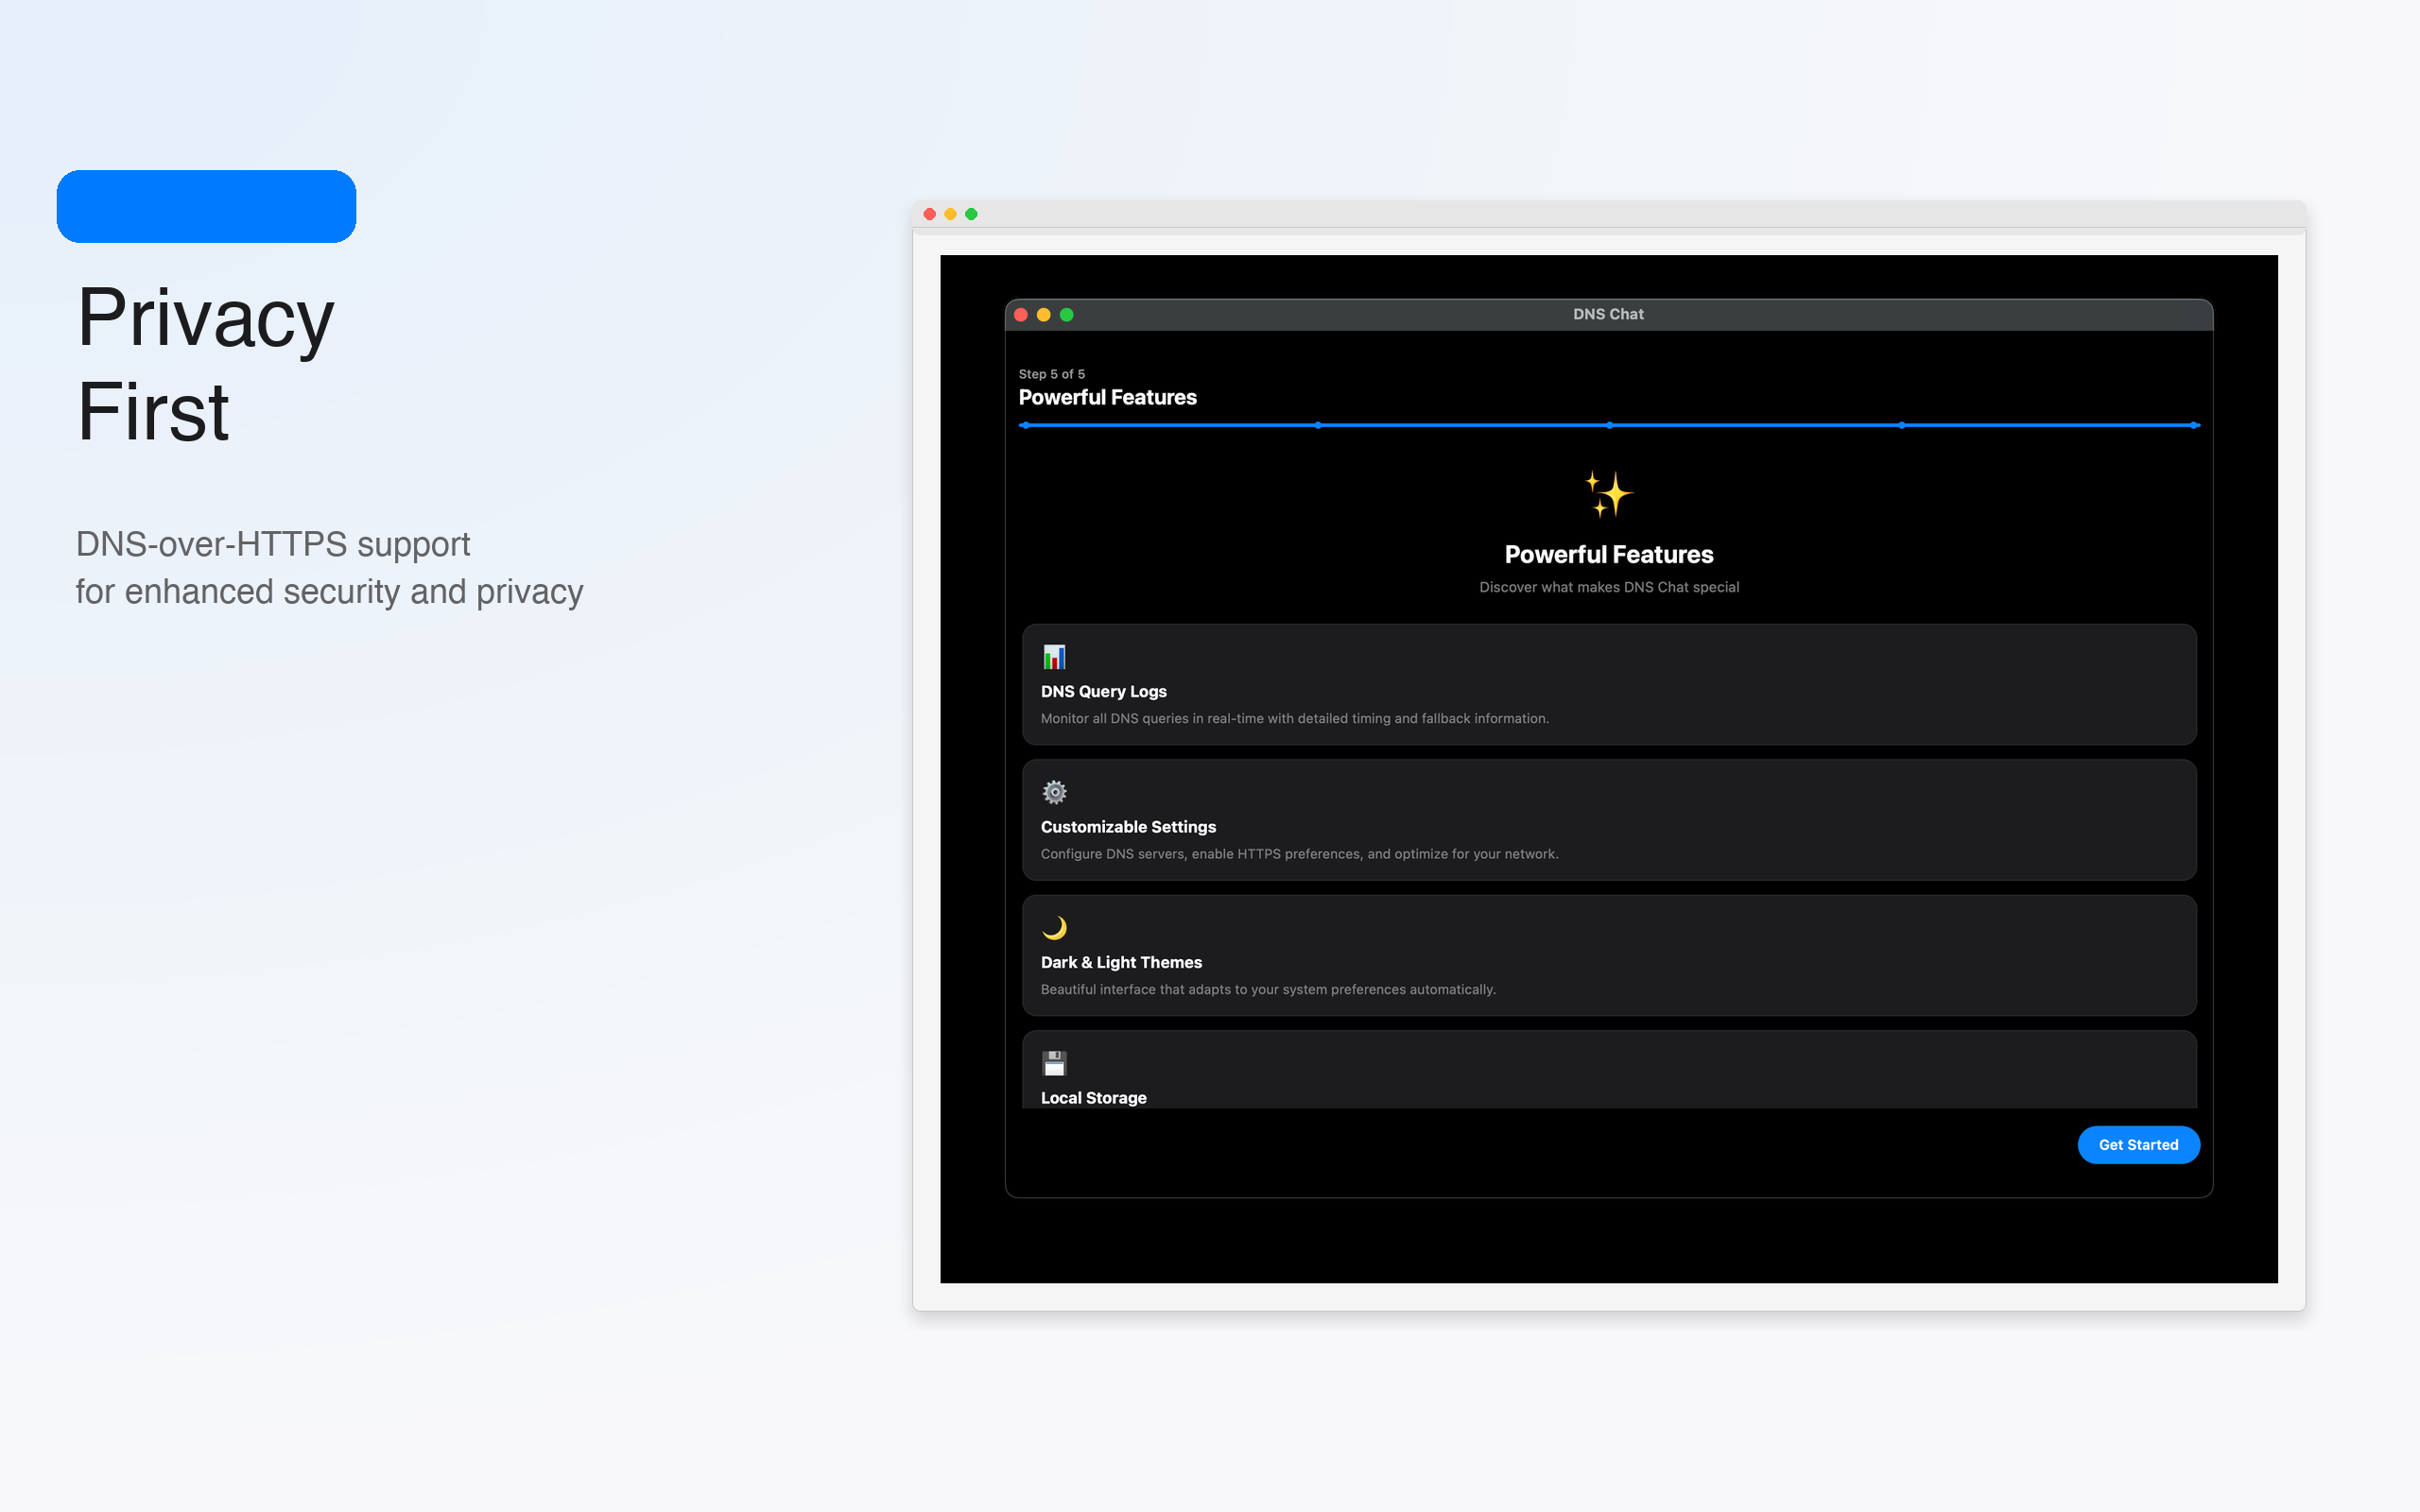 Privacy
First
DNS-over-HTTPS support
for enhanced security and privacy
DNS Chat
Step 5 of 5
Powerful Features
Powerful Features
Discover what makes DNS Chat special
DNS Query Logs
Monitor all DNS queries in real-time with detailed timing and fallback information.
Customizable Settings
Configure DNS servers, enable HTTPS preferences, and optimize for your network.
Dark & Light Themes
Beautiful interface that adapts to your system preferences automatically.
Local Storage
Get Started